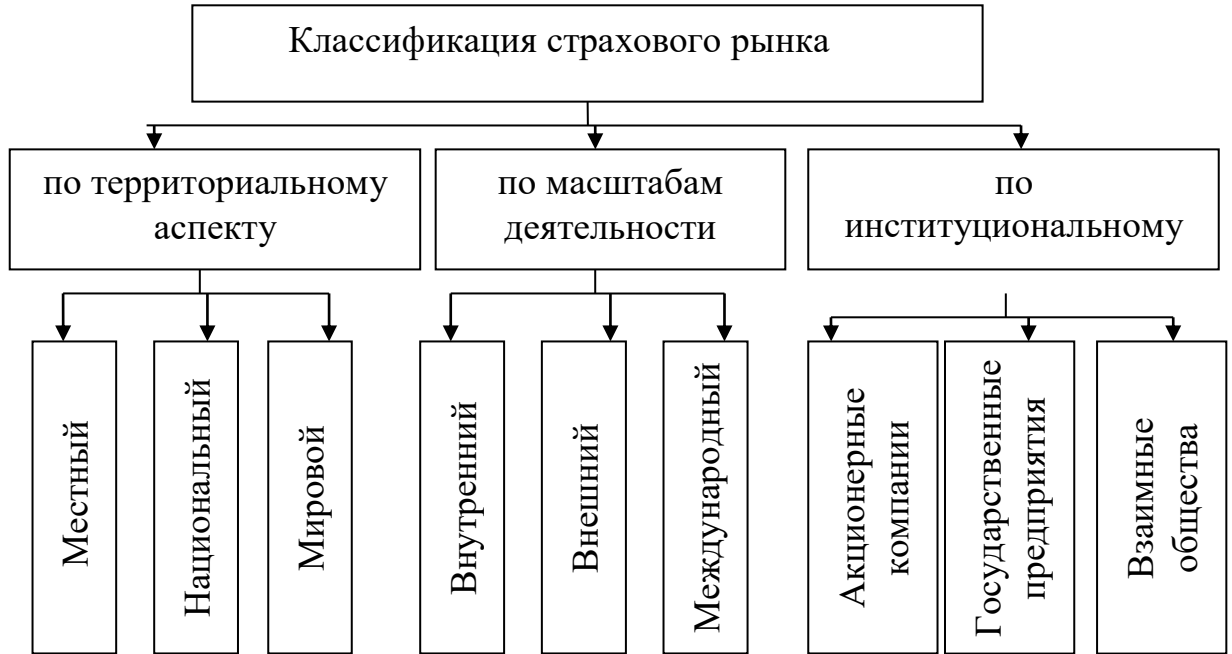 Классификация страхового рынка
по территориальному
аспекту
по масштабам
деятельности
по
институциональному
Местный
Национальный
Мировой
Внутренний
Внешний
Международный
Акционерные
компании
Государственные
предприятия
Взаимные
общества